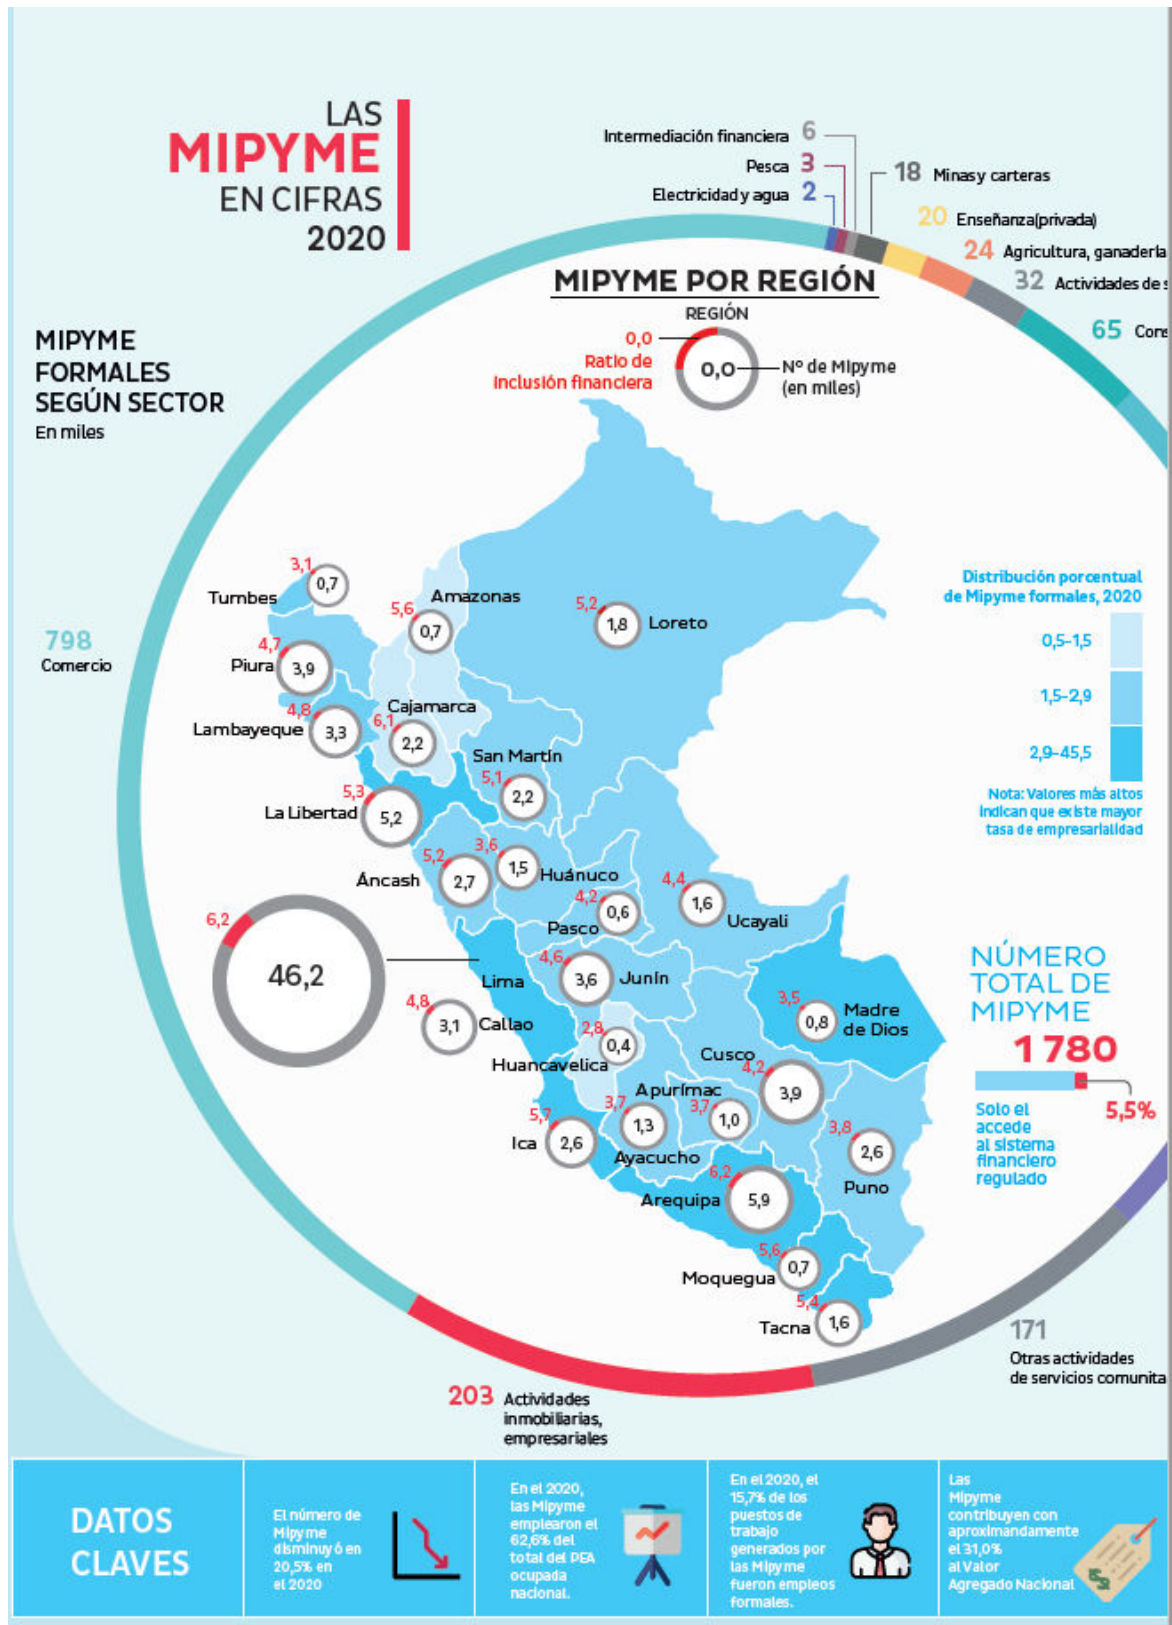 LAS
MIPYME
EN CIFRAS
2020
Intermediación financiera 6
Pesca 3
Electricidad y agua 2
18 Minas y carteras
20 Enseñanza(privada)
24 Agricultura, ganadería
32 Actividades de s
65 Cons
MIPYME POR REGIÓN
REGIÓN
0,0
Ratio de
inclusión financiera
0,0
Nº de Mipyme
(en miles)
MIPYME
FORMALES
SEGÚN SECTOR
En miles
798
Comercio
Tumbes 3,1 0,7
Amazonas 5,6 0,7
Loreto 5,2 1,8
Piura 4,7 3,9
Cajamarca 6,1 2,2
Lambayeque 4,8 3,3
San Martín 5,1 2,2
La Libertad 5,3 5,2
Áncash 5,2 2,7
Huánuco 3,6 1,5
Pasco 4,2 0,6
Ucayali 4,4 1,6
Lima 6,2 46,2
Junín 4,6 3,6
Callao 4,8 3,1
Madre
de Dios 3,5 0,8
Huancavelica 2,8 0,4
Cusco 4,2 3,9
Apurímac 3,7 1,0
Ayacucho 3,7 1,3
Ica 5,7 2,6
Puno 3,8 2,6
Arequipa 6,2 5,9
Moquegua 5,6 0,7
Tacna 5,4 1,6
Distribución porcentual
de Mipyme formales, 2020
0,5-1,5
1,5-2,9
2,9-45,5
Nota: Valores más altos
indican que existe mayor
tasa de empresarialidad
NÚMERO
TOTAL DE
MIPYME
1 780
Solo el
accede
al sistema
financiero
regulado
5,5%
171
Otras actividades
de servicios comunita
203 Actividades
inmobiliarias,
empresariales
DATOS
CLAVES
El número de
Mipyme
disminuyó en
20,5% en
el 2020
En el 2020,
las Mipyme
emplearon el
62,6% del
total del PEA
ocupada
nacional.
En el 2020, el
15,7% de los
puestos de
trabajo
generados por
las Mipyme
fueron empleos
formales.
Las
Mipyme
contribuyen con
aproximandamente
el 31,0%
al Valor
Agregado Nacional